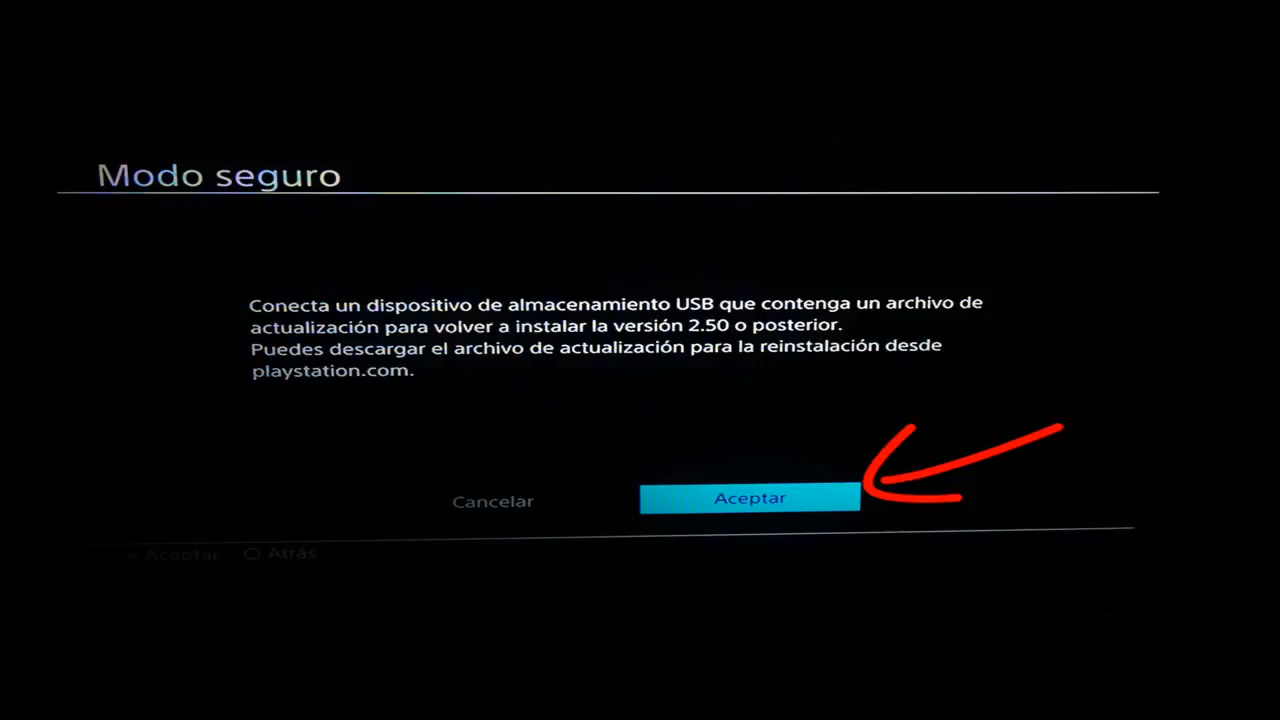 Modo seguro
Conecta un dispositivo de almacenamiento USB que contenga un archivo de
actualización para volver a instalar la versión 2.50 o posterior.
Puedes descargar el archivo de actualización para la reinstalación desde
playstation.com.
Cancelar Aceptar
Aceptar Atrás